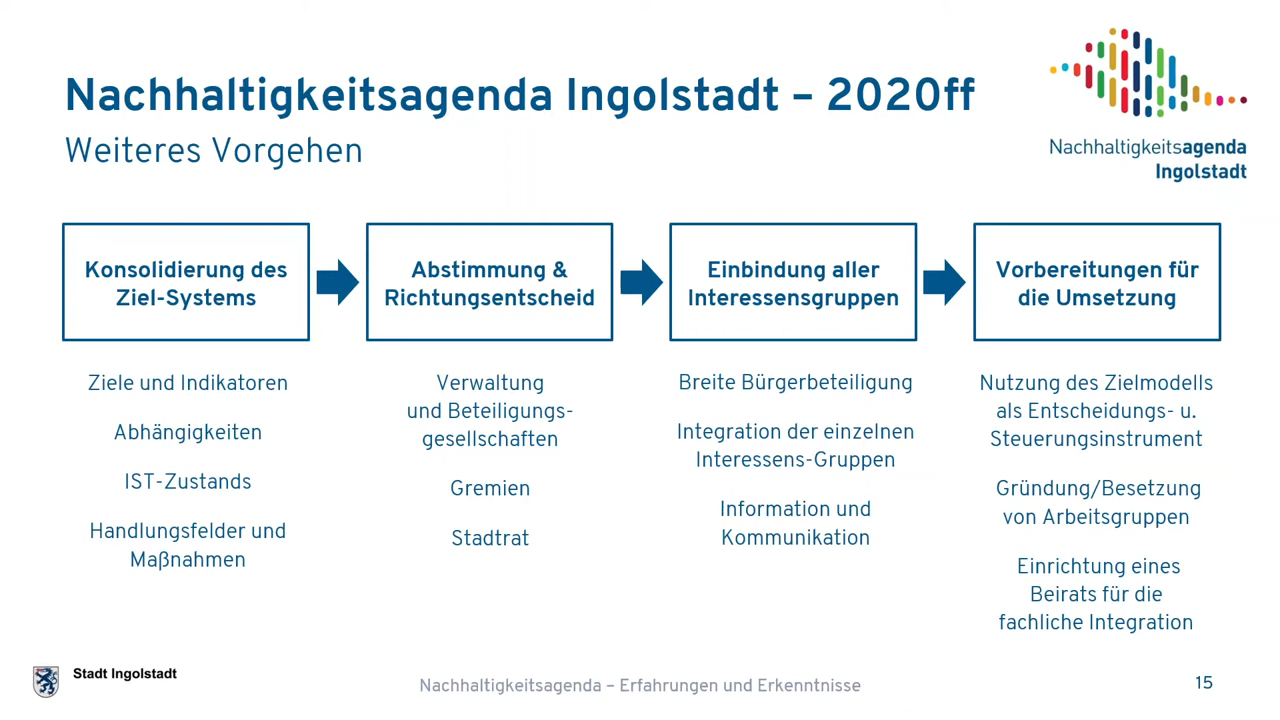 Nachhaltigkeitsagenda Ingolstadt – 2020ff
Weiteres Vorgehen
Nachhaltigkeitsagenda
Ingolstadt
Konsolidierung des
Ziel-Systems
Ziele und Indikatoren
Abhängigkeiten
IST-Zustands
Handlungsfelder und
Maßnahmen
Abstimmung &
Richtungsentscheid
Verwaltung
und Beteiligungs-
gesellschaften
Gremien
Stadtrat
Einbindung aller
Interessensgruppen
Breite Bürgerbeteiligung
Integration der einzelnen
Interessens-Gruppen
Information und
Kommunikation
Vorbereitungen für
die Umsetzung
Nutzung des Zielmodells
als Entscheidungs- u.
Steuerungsinstrument
Gründung/Besetzung
von Arbeitsgruppen
Einrichtung eines
Beirats für die
fachliche Integration
Stadt Ingolstadt
Nachhaltigkeitsagenda – Erfahrungen und Erkenntnisse
15